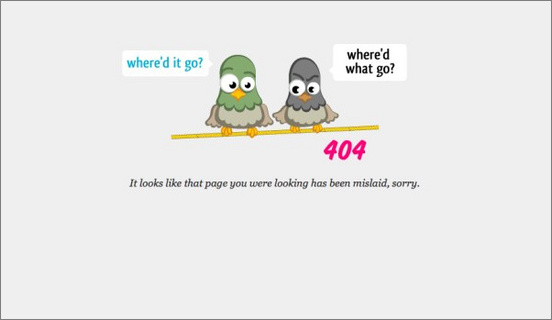 where'd it go?
where'd
what go?
404
It looks like that page you were looking has been mislaid, sorry.